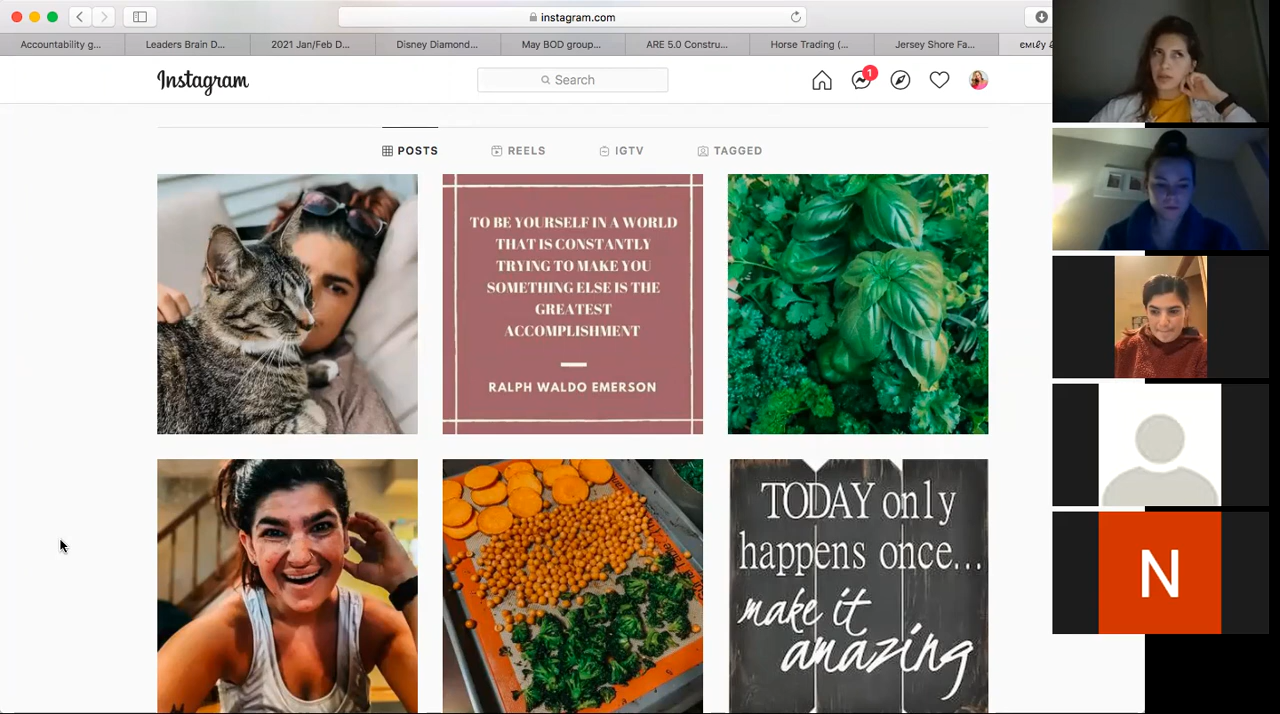 instagram.com
Accountability g...
Leaders Brain D...
2021 Jan/Feb D...
Disney Diamond...
May BOD group...
ARE 5.0 Constru...
Horse Trading (...
Jersey Shore Fa...
Instagram
Search
1
POSTS
REELS
IGTV
TAGGED
TO BE YOURSELF IN A WORLD
THAT IS CONSTANTLY
TRYING TO MAKE YOU
SOMETHING ELSE IS THE
GREATEST
ACCOMPLISHMENT
RALPH WALDO EMERSON
TODAY only
happens once...
make it
amazing
N